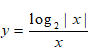 y = log₂ | x | / x